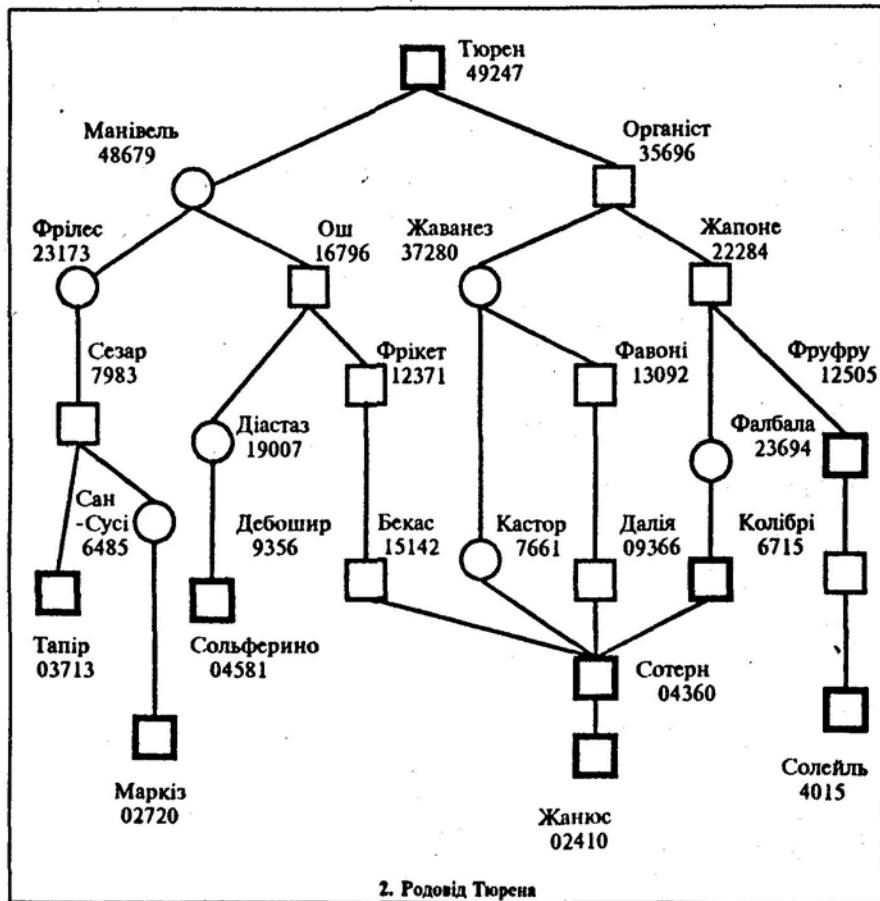 Тюрен
49247
Манівель
48679
Органіст
35696
Фрілес
23173
Ош
16796
Жаванез
37280
Жапоне
22284
Сезар
7983
Фрікет
12371
Фавоні
13092
Фруфру
12505
Діастаз
19007
Фалбала
23694
Сан
-Сусі
6485
Дебошир
9356
Бекас
15142
Кастор
7661
Далія
09366
Колібрі
6715
Тапір
03713
Сольферино
04581
Сотерн
04360
Маркіз
02720
Жанюс
02410
Солейль
4015
2. Родовід Тюрена